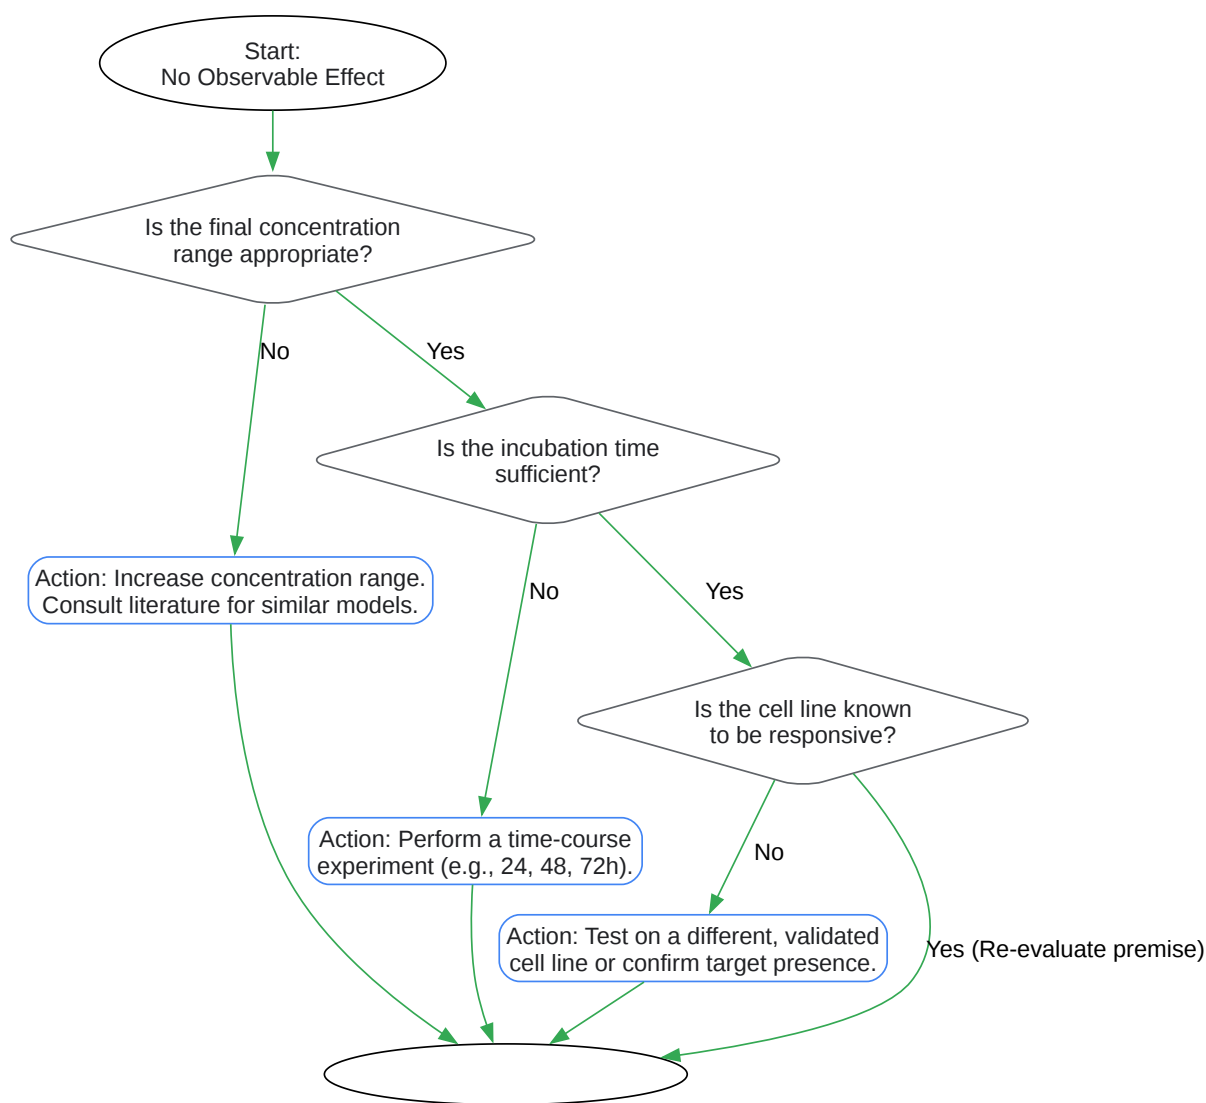 Start:
No Observable Effect
Is the final concentration
range appropriate?
No
Yes
Is the incubation time
sufficient?
Action: Increase concentration range.
Consult literature for similar models.
No
Yes
Is the cell line known
to be responsive?
Action: Perform a time-course
experiment (e.g., 24, 48, 72h).
No
Action: Test on a different, validated
cell line or confirm target presence.
Yes (Re-evaluate premise)